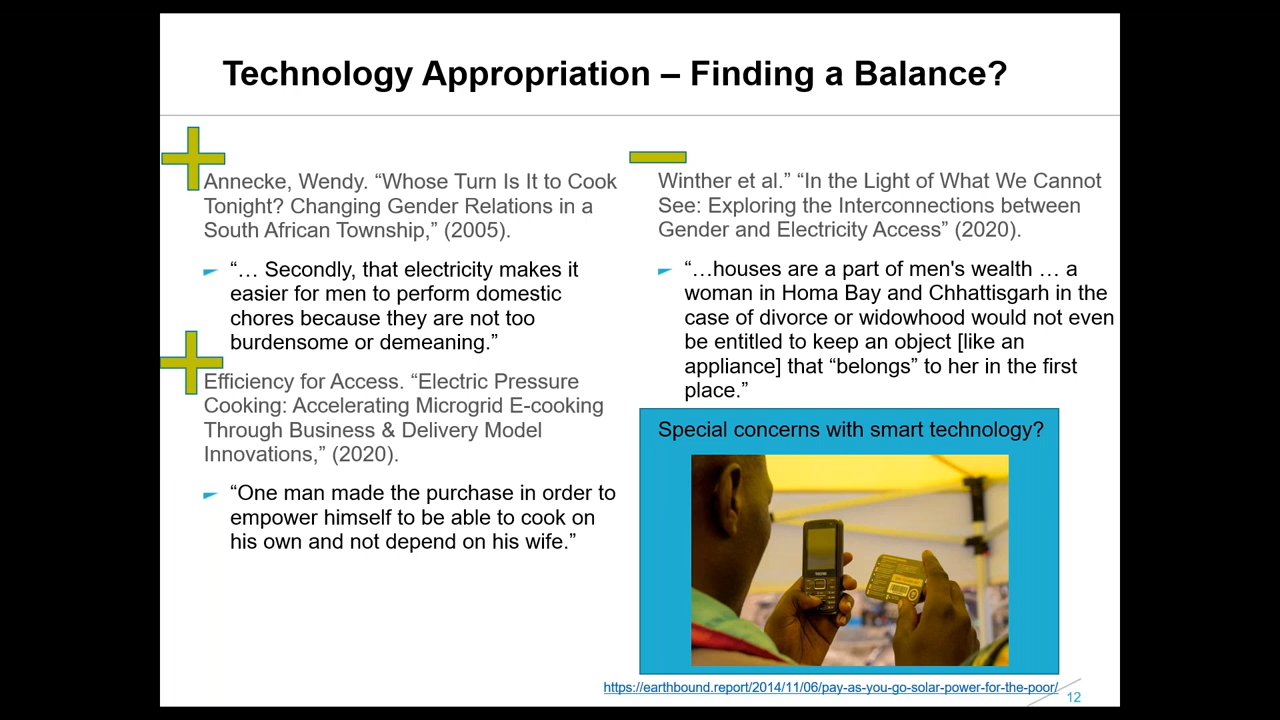 Technology Appropriation – Finding a Balance?
Annecke, Wendy. “Whose Turn Is It to Cook
Tonight? Changing Gender Relations in a
South African Township,” (2005).
“… Secondly, that electricity makes it
easier for men to perform domestic
chores because they are not too
burdensome or demeaning.”
Efficiency for Access. “Electric Pressure
Cooking: Accelerating Microgrid E-cooking
Through Business & Delivery Model
Innovations,” (2020).
“One man made the purchase in order to
empower himself to be able to cook on
his own and not depend on his wife.”
Winther et al.” “In the Light of What We Cannot
See: Exploring the Interconnections between
Gender and Electricity Access” (2020).
“…houses are a part of men's wealth … a
woman in Homa Bay and Chhattisgarh in the
case of divorce or widowhood would not even
be entitled to keep an object [like an
appliance] that “belongs” to her in the first
place.”
Special concerns with smart technology?
https://earthbound.report/2014/11/06/pay-as-you-go-solar-power-for-the-poor/
12